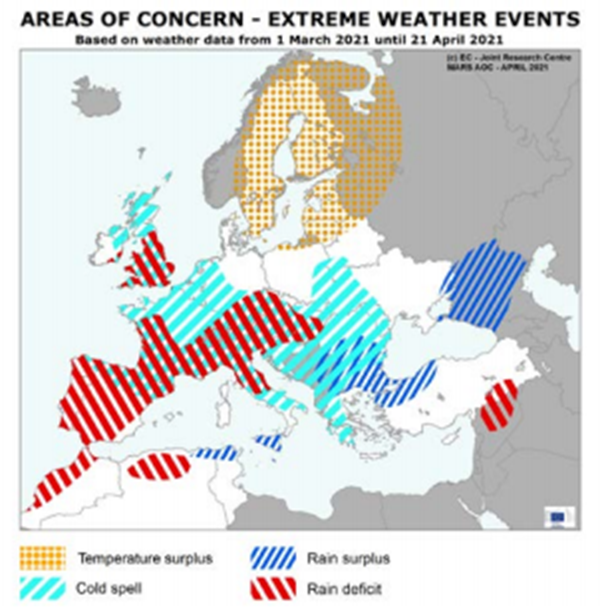 AREAS OF CONCERN - EXTREME WEATHER EVENTS
Based on weather data from 1 March 2021 until 21 April 2021
(c) EC - Joint Research Centre
MARS AOC - APRIL 2021
Temperature surplus
Rain surplus
Cold spell
Rain deficit